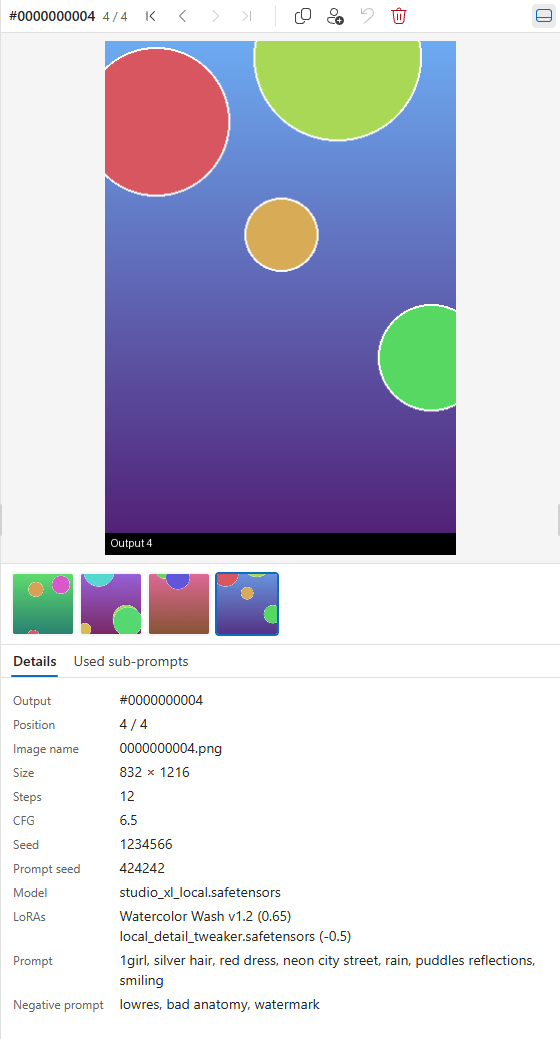 #0000000004 4 / 4
Output 4
Details Used sub-prompts
Output #0000000004
Position 4 / 4
Image name 0000000004.png
Size 832 × 1216
Steps 12
CFG 6.5
Seed 1234566
Prompt seed 424242
Model studio_xl_local.safetensors
LoRAs Watercolor Wash v1.2 (0.65)
local_detail_tweaker.safetensors (-0.5)
Prompt 1girl, silver hair, red dress, neon city street, rain, puddles reflections,
smiling
Negative prompt lowres, bad anatomy, watermark